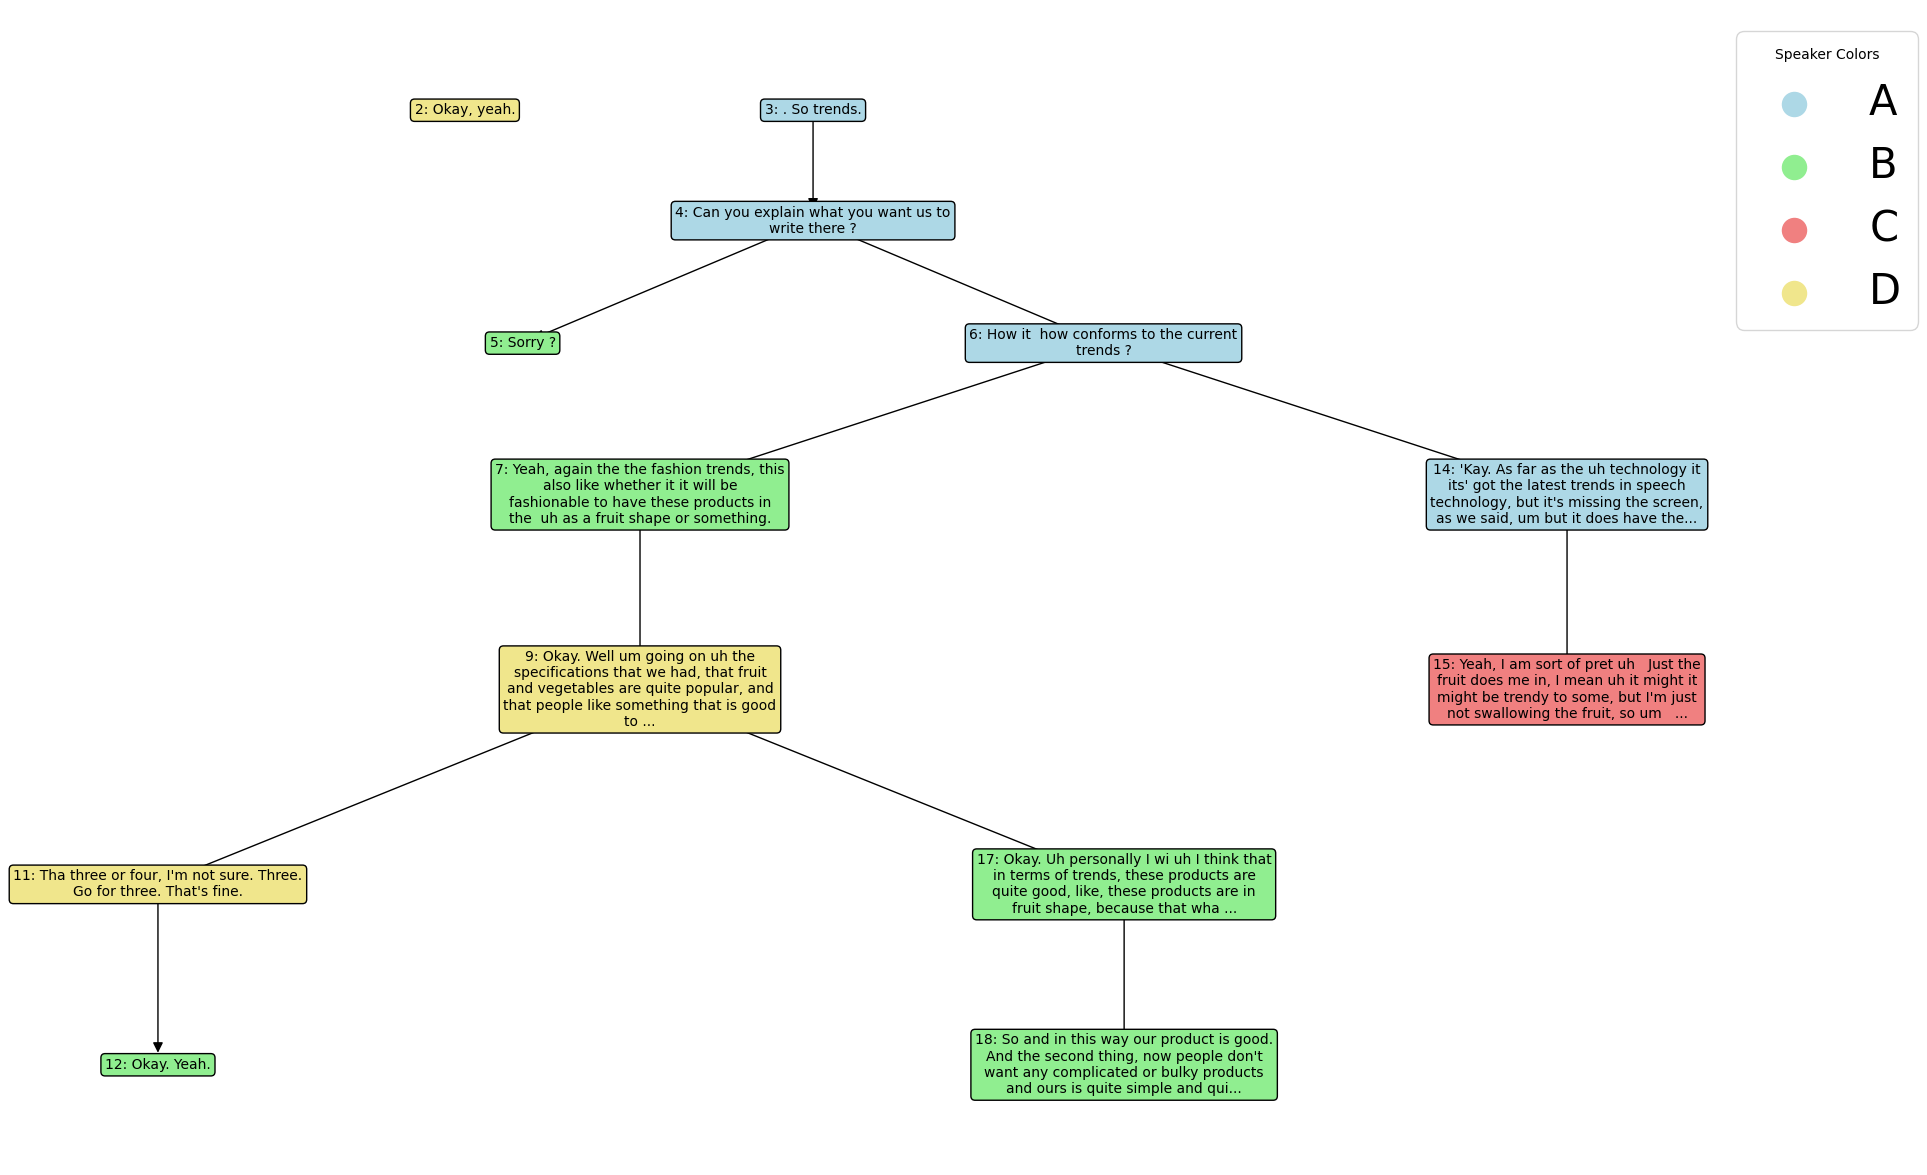 Speaker Colors
A
B
C
D
2: Okay, yeah.
3: . So trends.
4: Can you explain what you want us to
write there ?
5: Sorry ?
6: How it  how conforms to the current
trends ?
7: Yeah, again the the fashion trends, this
also like whether it it will be
fashionable to have these products in
the  uh as a fruit shape or something.
14: 'Kay. As far as the uh technology it
its' got the latest trends in speech
technology, but it's missing the screen,
as we said, um but it does have the...
9: Okay. Well um going on uh the
specifications that we had, that fruit
and vegetables are quite popular, and
that people like something that is good
to ...
15: Yeah, I am sort of pret uh   Just the
fruit does me in, I mean uh it might it
might be trendy to some, but I'm just
not swallowing the fruit, so um   ...
11: Tha three or four, I'm not sure. Three.
Go for three. That's fine.
17: Okay. Uh personally I wi uh I think that
in terms of trends, these products are
quite good, like, these products are in
fruit shape, because that wha ...
12: Okay. Yeah.
18: So and in this way our product is good.
And the second thing, now people don't
want any complicated or bulky products
and ours is quite simple and qui...